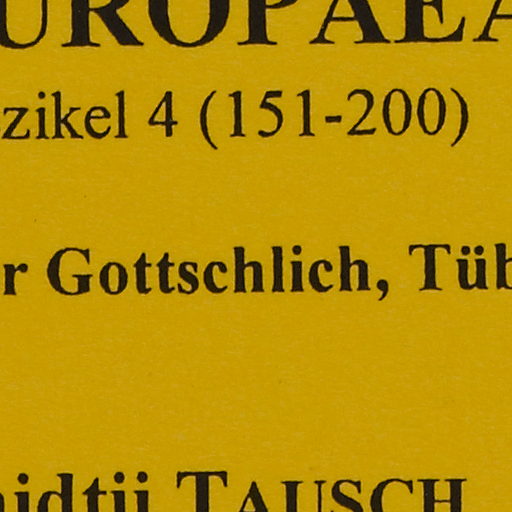 UROPAEA
zikel 4 (151-200)
r Gottschlich, Tüb
idtii TAUSCH